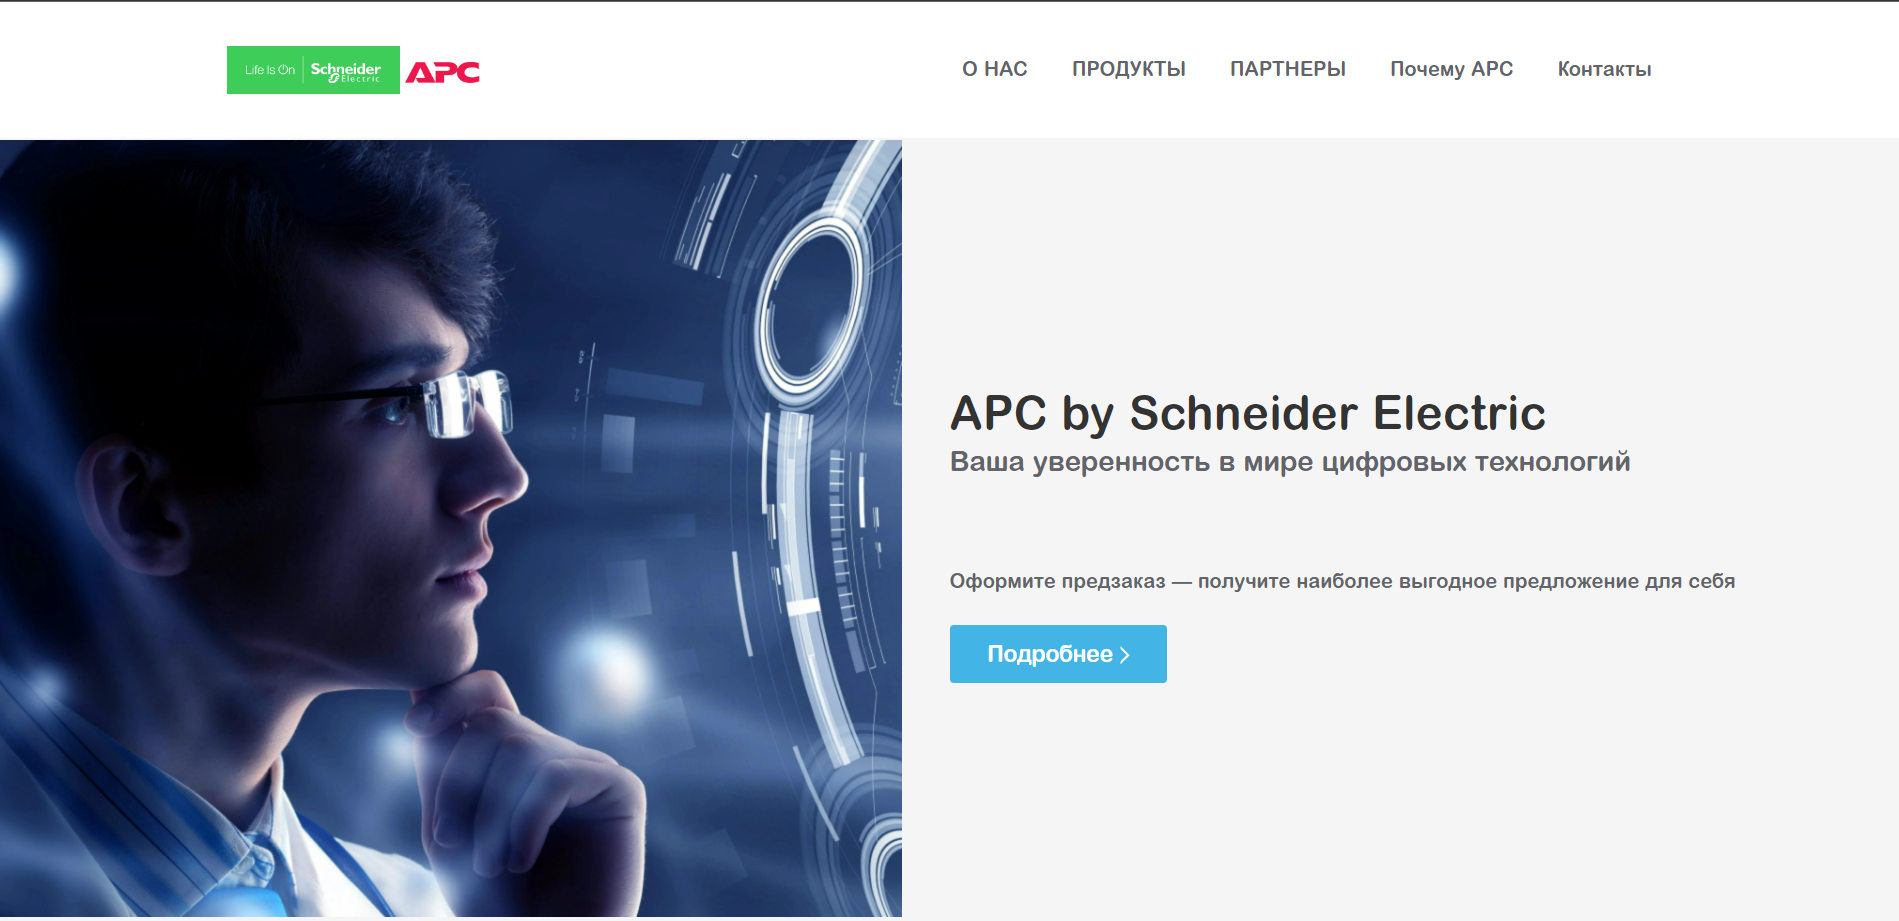 Life Is On | Schneider Electric
APC
О НАС
ПРОДУКТЫ
ПАРТНЕРЫ
Почему APC
Контакты
APC by Schneider Electric
Ваша уверенность в мире цифровых технологий
Оформите предзаказ — получите наиболее выгодное предложение для себя
Подробнее